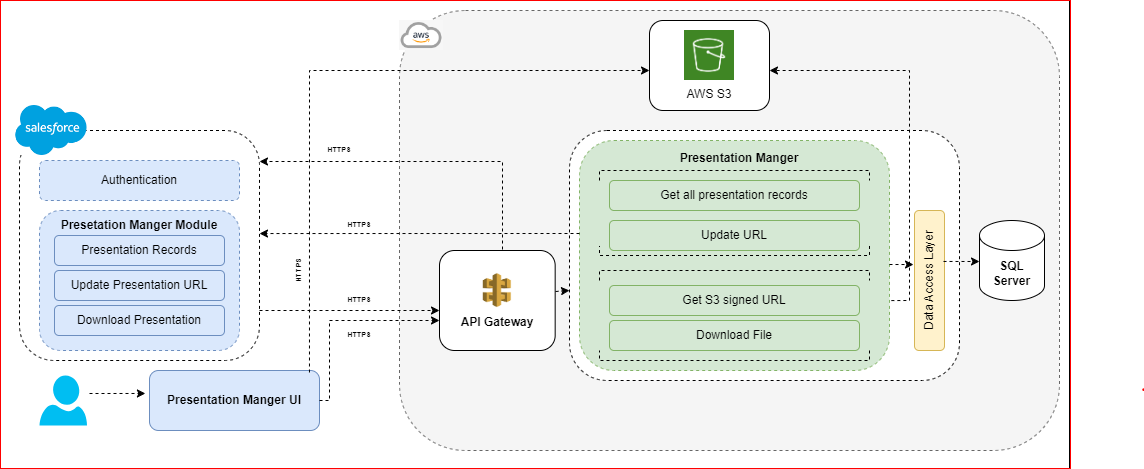 aws
AWS S3
salesforce
HTTPS
Authentication
Presetation Manger Module
Presentation Records
Update Presentation URL
Download Presentation
HTTPS
HTTPS
HTTPS
HTTPS
API Gateway
Presentation Manger
Get all presentation records
Update URL
Get S3 signed URL
Download File
Data Access Layer
SQL
Server
Presentation Manger UI